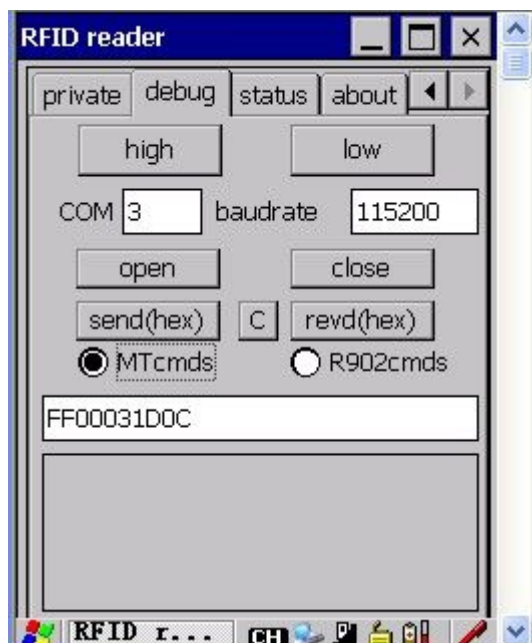 RFID reader
private debug status about
high low
COM 3 baudrate 115200
open close
send(hex) C revd(hex)
MTcmds R902cmds
FF00031D0C
RFID r... CH